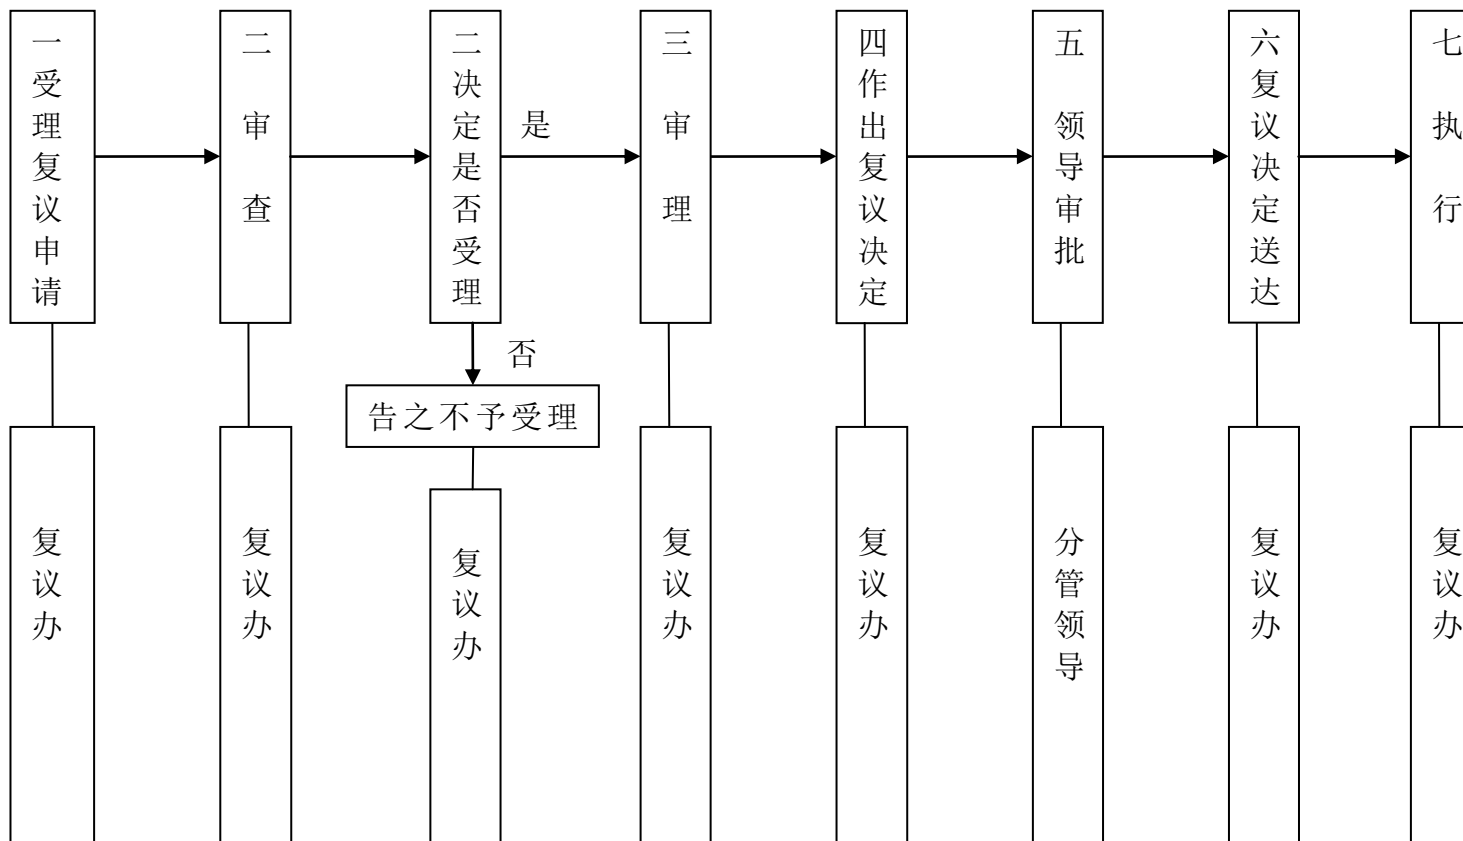 一受理复议申请
二审查
二决定是否受理
是
三审理
四作出复议决定
五领导审批
六复议决定送达
七执行
否
告之不予受理
复议办
复议办
复议办
复议办
复议办
分管领导
复议办
复议办